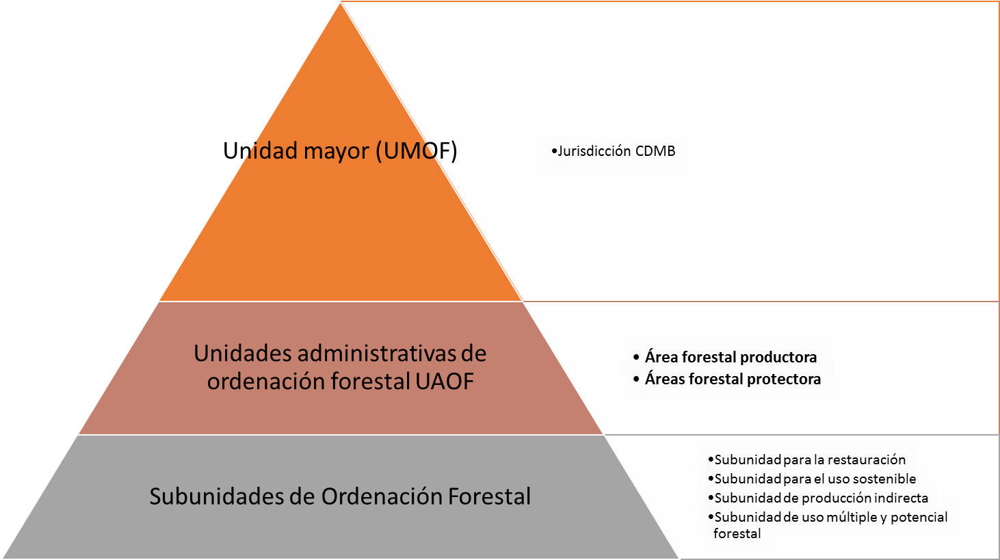 Unidad mayor (UMOF)
•Jurisdicción CDMB
Unidades administrativas de
ordenación forestal UAOF
• Área forestal productora
• Áreas forestal protectora
Subunidades de Ordenación Forestal
•Subunidad para la restauración
•Subunidad para el uso sostenible
•Subunidad de producción indirecta
•Subunidad de uso múltiple y potencial
forestal